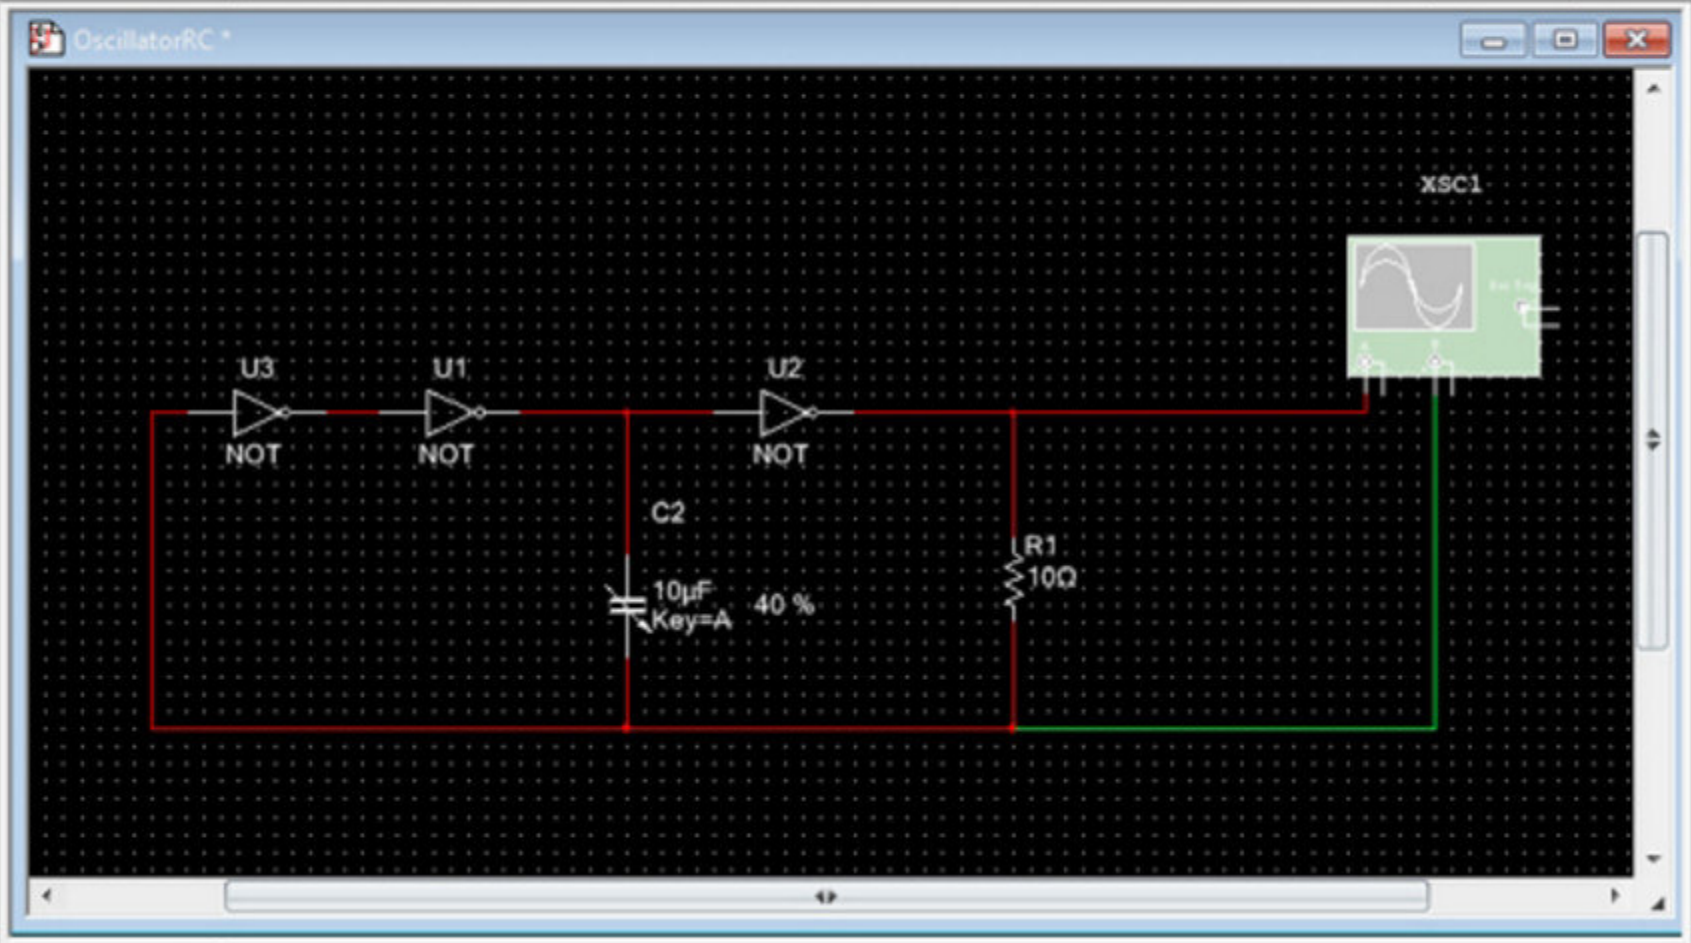 OscillatorRC *
XSC1
U3
U1
U2
NOT
NOT
NOT
C2
10µF
Key=A
40 %
R1
10Ω